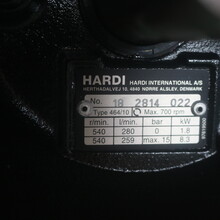 HARDI HARDI INTERNATIONAL A/S
HERTHADALVEJ 10, 4840 NØRRE ALSLEV, DENMARK
No. 18 2814 022
Type 464/10 Max. 700 rpm
r/min. l/min. bar kW
540 280 0 1.8
540 259 max. 15 8.3